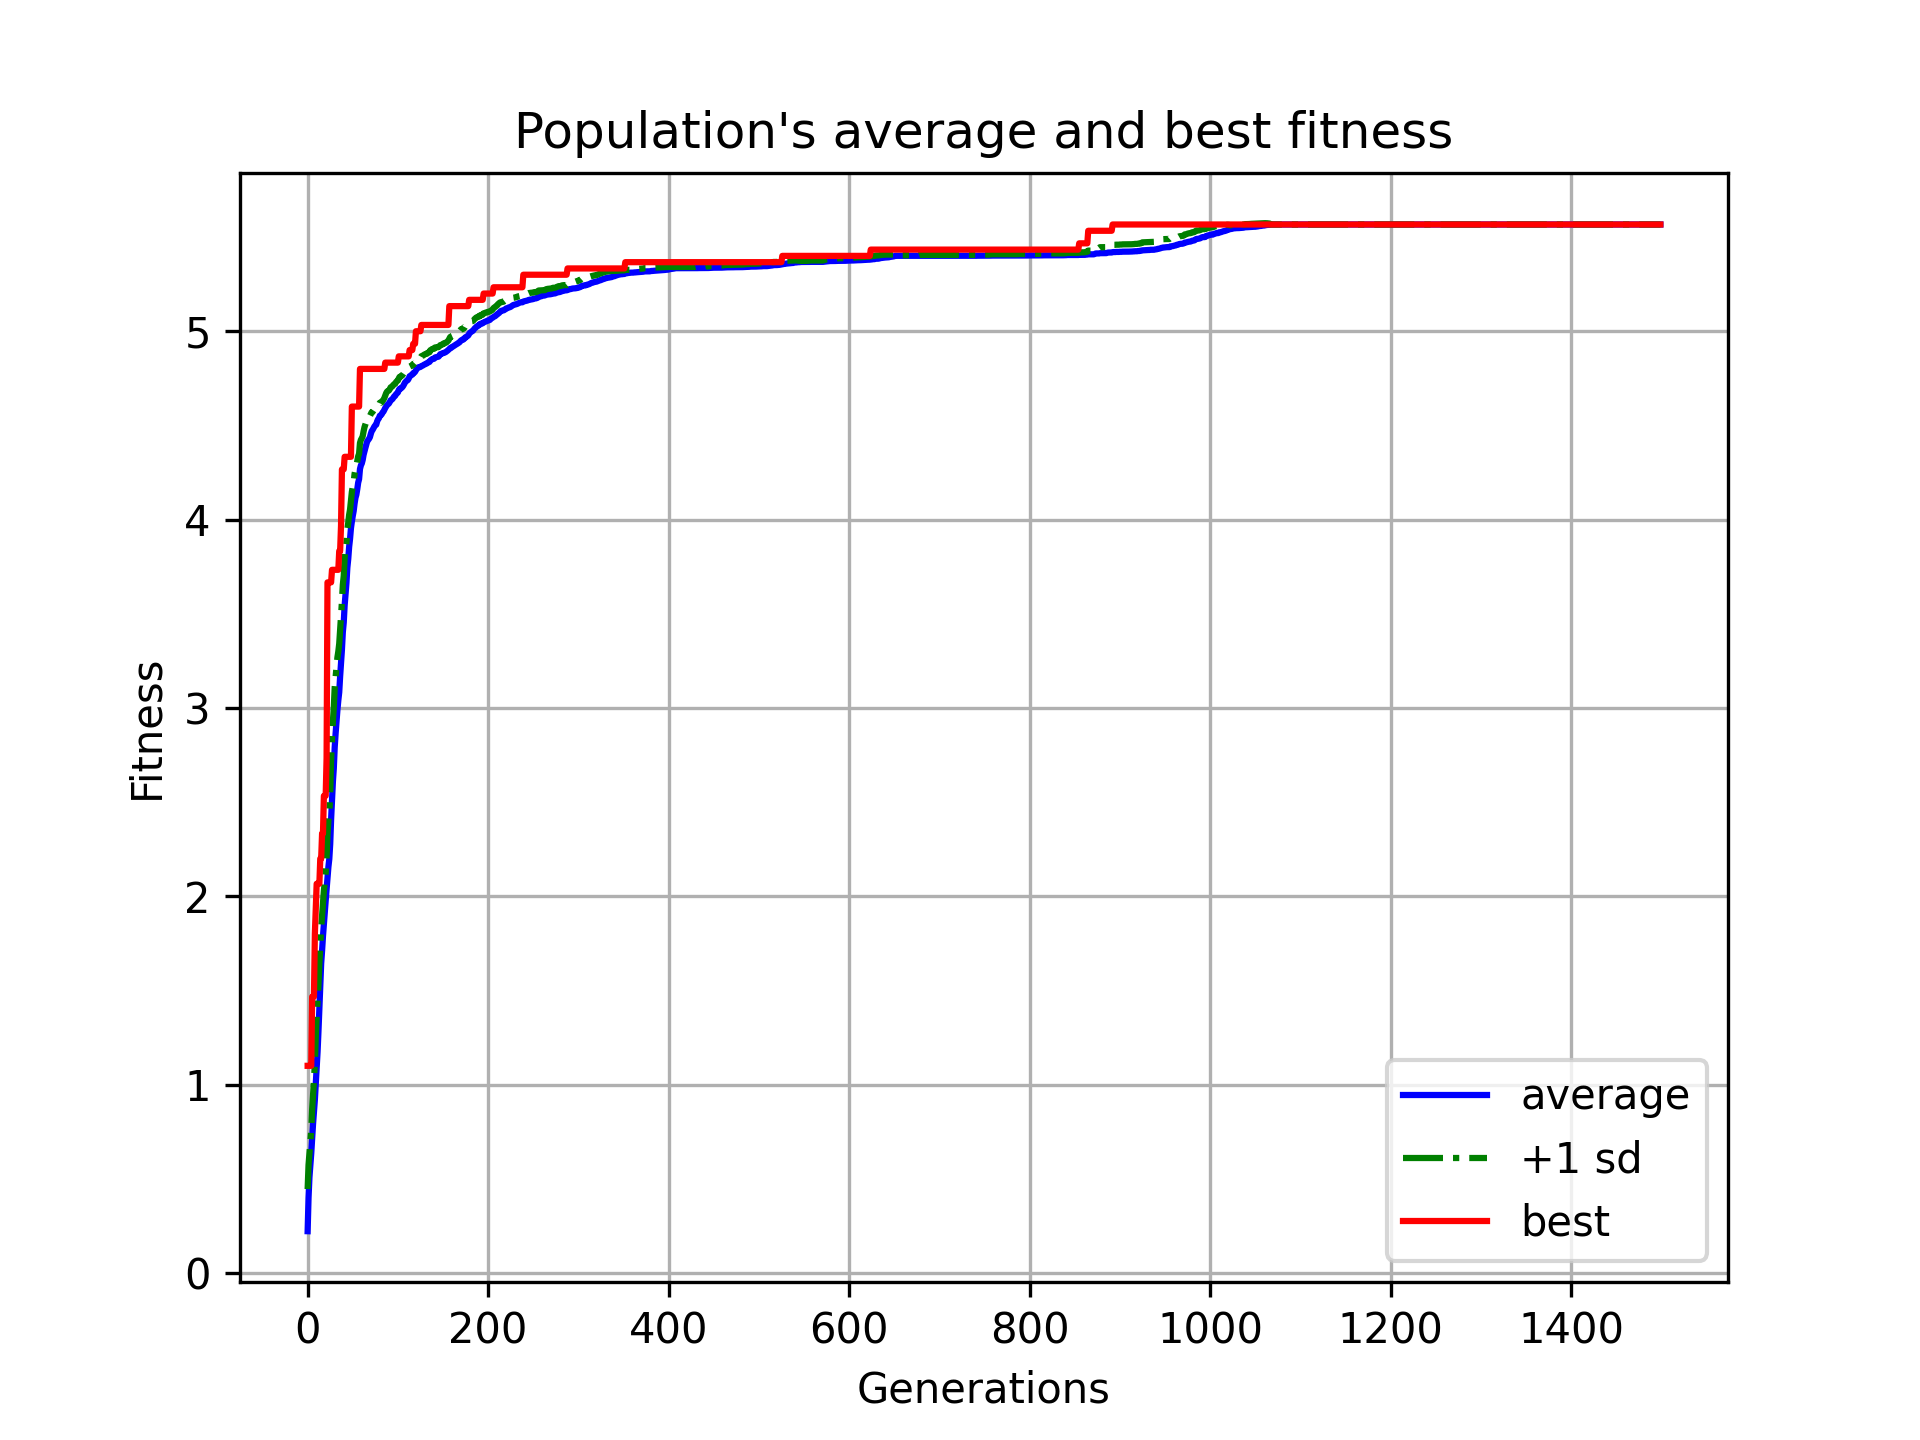 Population's average and best fitness
Fitness
5
4
3
2
1
0
0 200 400 600 800 1000 1200 1400
Generations
average
+1 sd
best